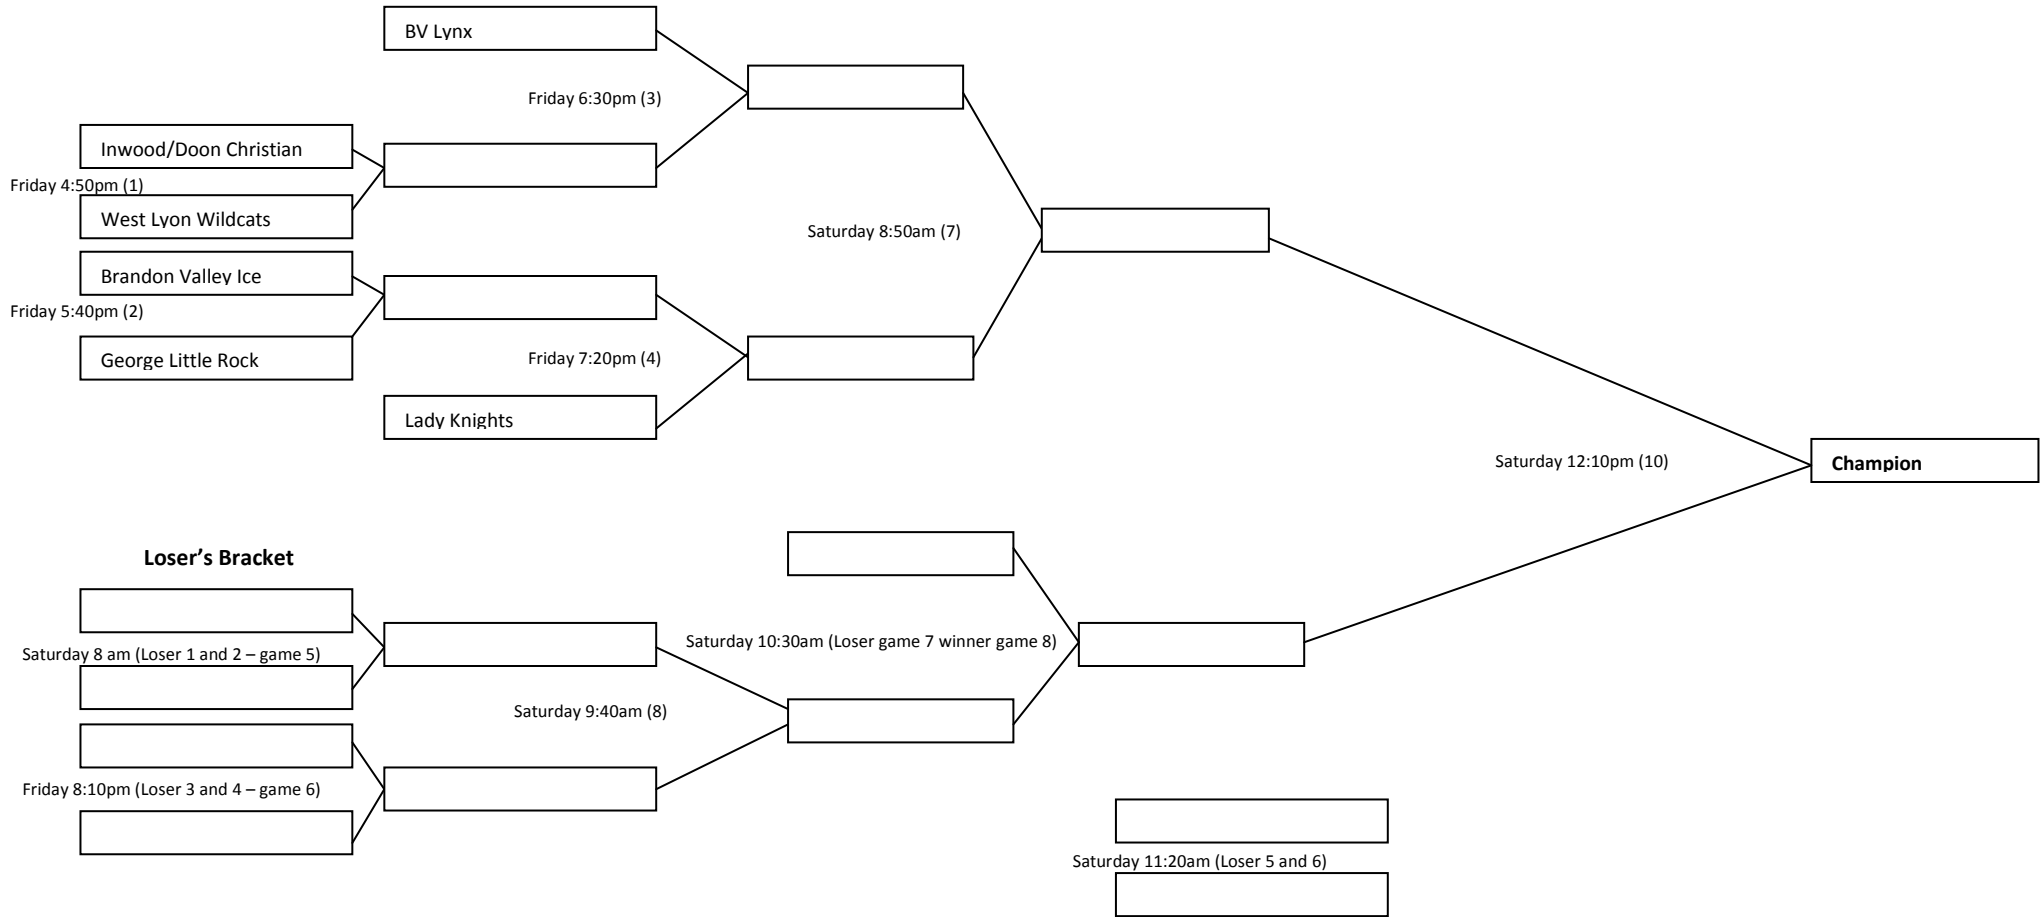 BV Lynx
Friday 6:30pm (3)
Inwood/Doon Christian
Friday 4:50pm (1)
West Lyon Wildcats
Saturday 8:50am (7)
Brandon Valley Ice
Friday 5:40pm (2)
George Little Rock
Friday 7:20pm (4)
Lady Knights
Saturday 12:10pm (10)
Champion
Loser’s Bracket
Saturday 10:30am (Loser game 7 winner game 8)
Saturday 8 am (Loser 1 and 2 – game 5)
Saturday 9:40am (8)
Friday 8:10pm (Loser 3 and 4 – game 6)
Saturday 11:20am (Loser 5 and 6)